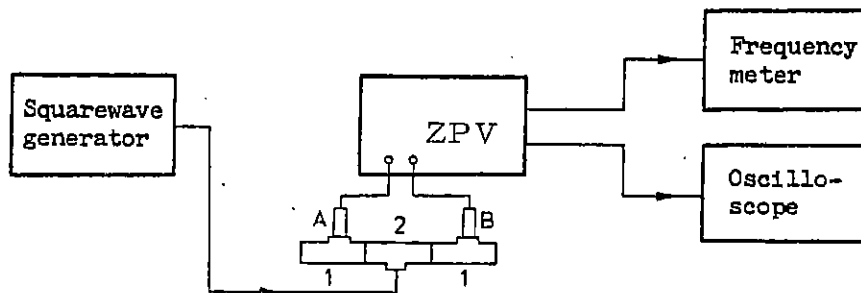 Squarewave
generator
ZPV
Frequency
meter
Oscillo-
scope
A
2
B
1
1